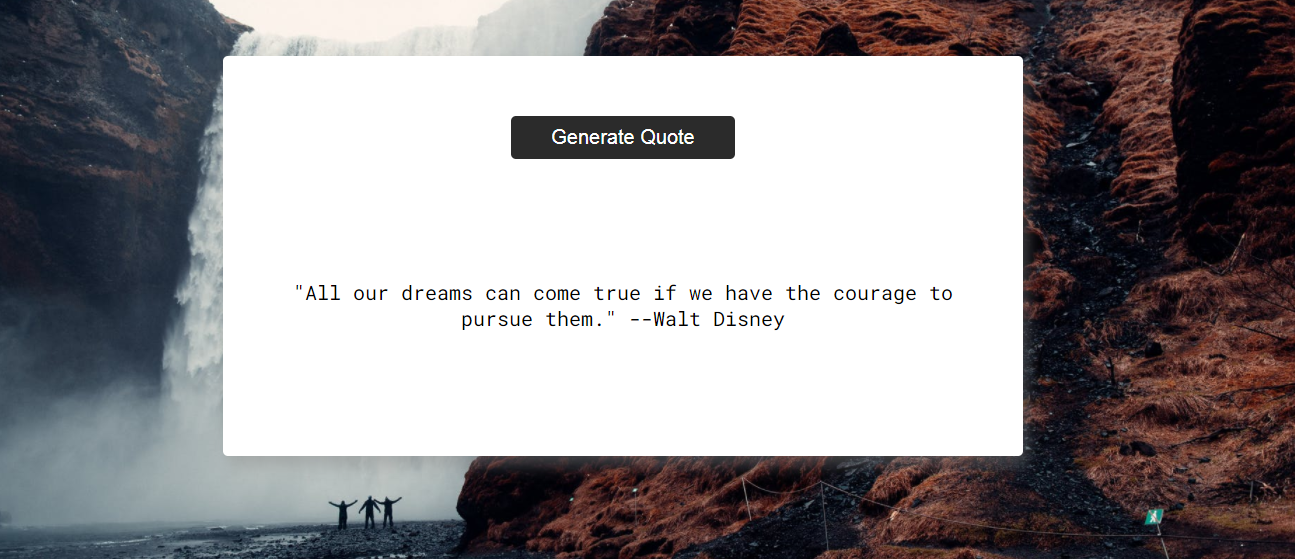 Generate Quote
"All our dreams can come true if we have the courage to
pursue them." --Walt Disney